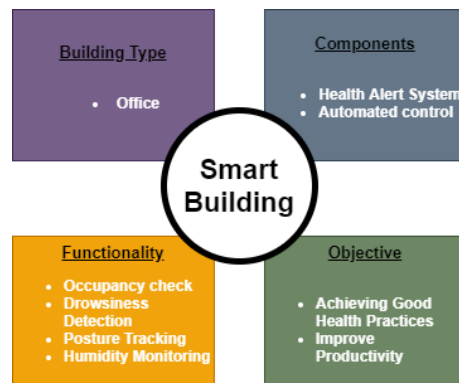 Building Type
• Office
Components
• Health Alert System
• Automated control
Smart
Building
Functionality
• Occupancy check
• Drowsiness
Detection
• Posture Tracking
• Humidity Monitoring
Objective
• Achieving Good
Health Practices
• Improve
Productivity